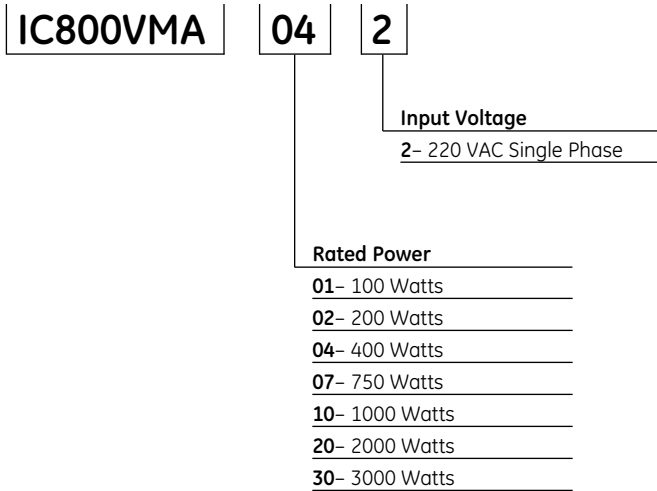 IC800VMA 04 2
Input Voltage
2– 220 VAC Single Phase
Rated Power
01– 100 Watts
02– 200 Watts
04– 400 Watts
07– 750 Watts
10– 1000 Watts
20– 2000 Watts
30– 3000 Watts